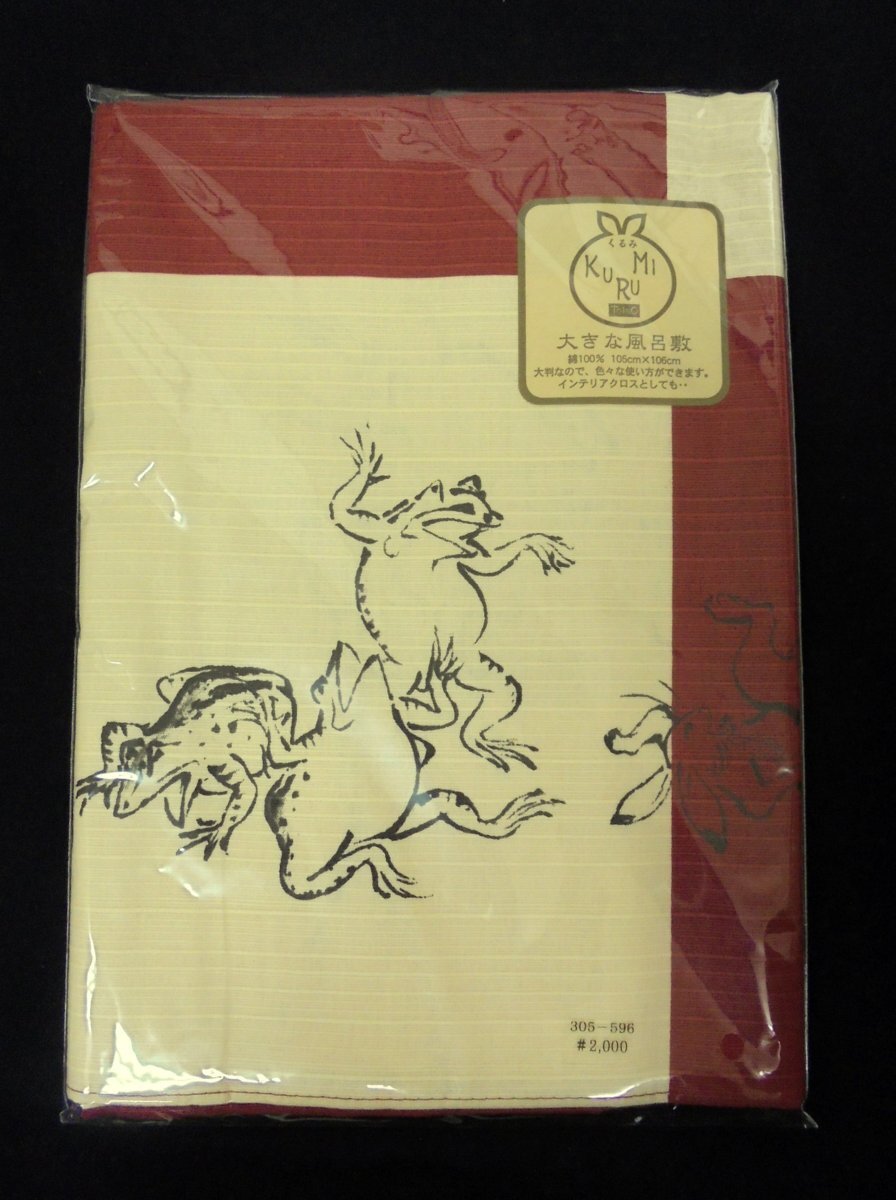 くるみ
KURUMI
大きな風呂敷
綿100% 106cm×106cm
大判なので、色々な使い方ができます。
インテリアクロスとしても‥
305-596
#2,000